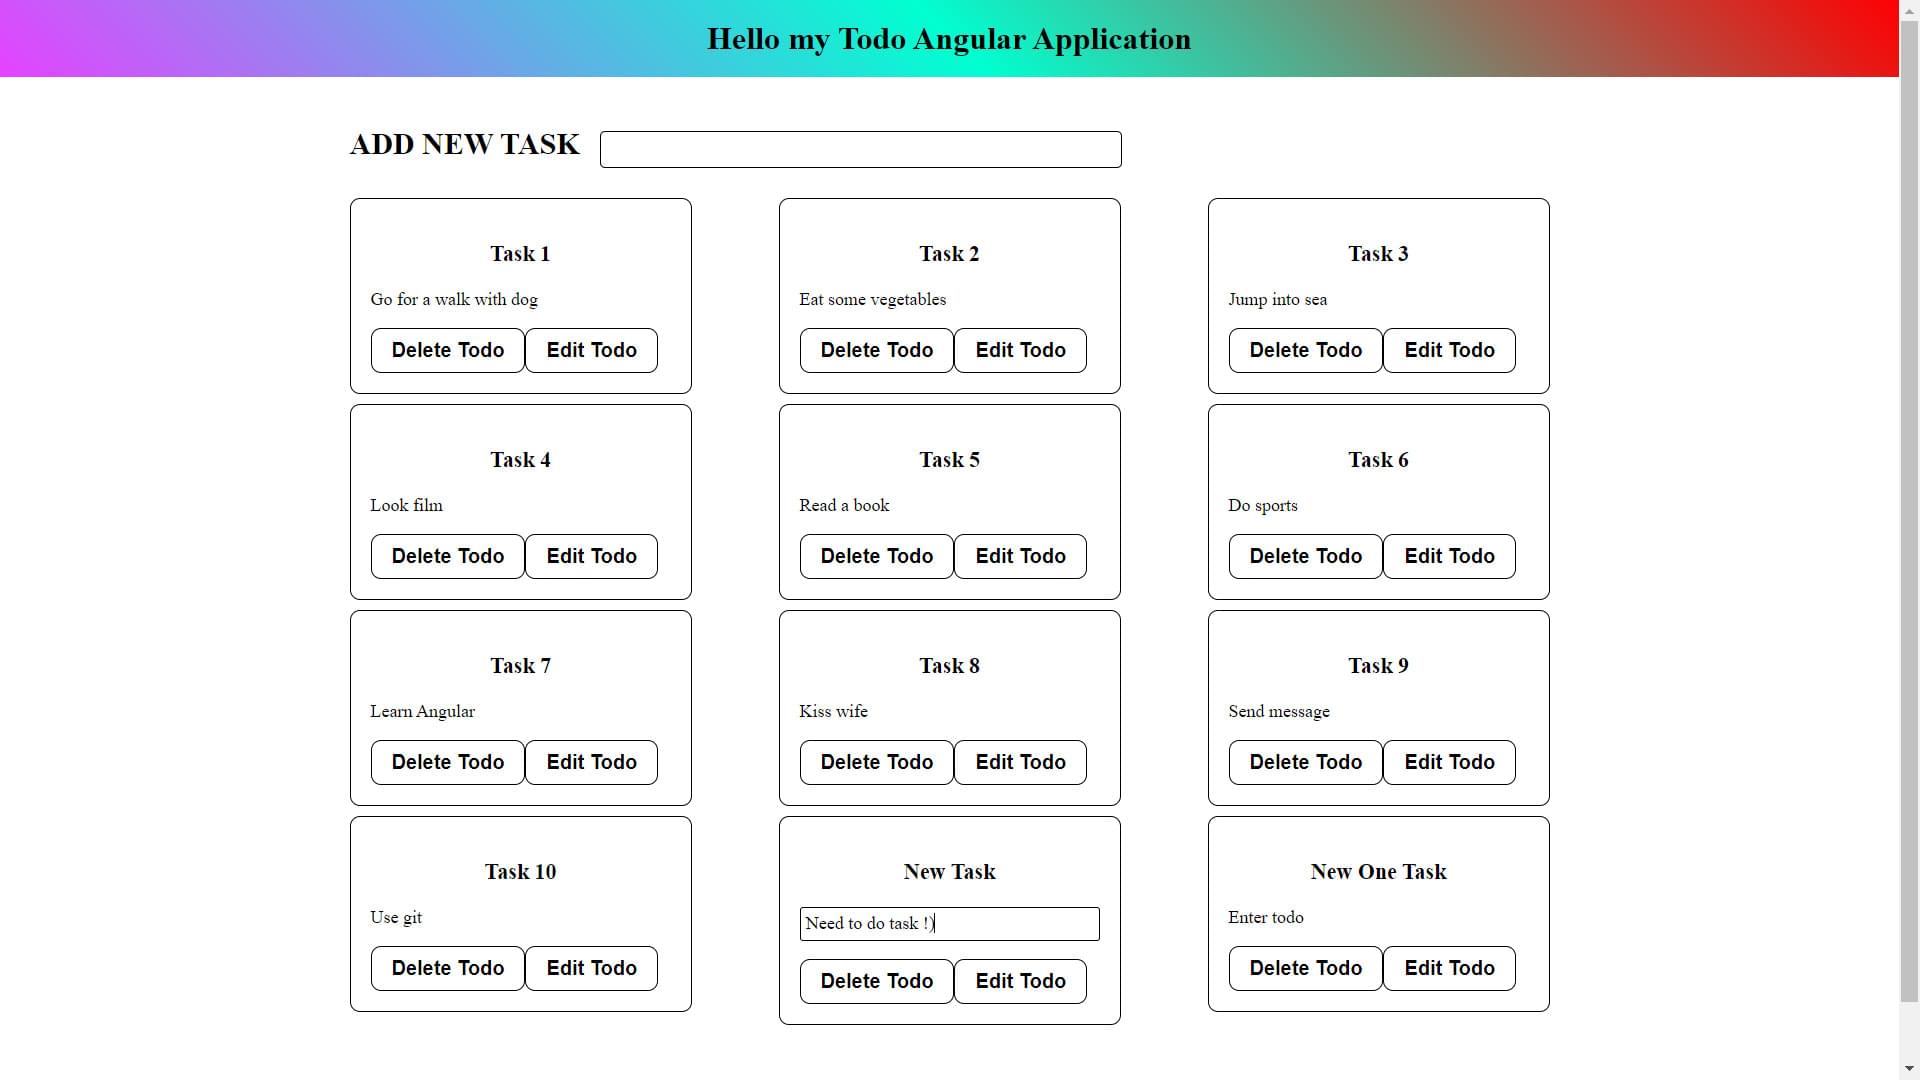 Hello my Todo Angular Application
ADD NEW TASK
Task 1
Go for a walk with dog
Delete Todo Edit Todo
Task 2
Eat some vegetables
Delete Todo Edit Todo
Task 3
Jump into sea
Delete Todo Edit Todo
Task 4
Look film
Delete Todo Edit Todo
Task 5
Read a book
Delete Todo Edit Todo
Task 6
Do sports
Delete Todo Edit Todo
Task 7
Learn Angular
Delete Todo Edit Todo
Task 8
Kiss wife
Delete Todo Edit Todo
Task 9
Send message
Delete Todo Edit Todo
Task 10
Use git
Delete Todo Edit Todo
New Task
Need to do task !)
Delete Todo Edit Todo
New One Task
Enter todo
Delete Todo Edit Todo